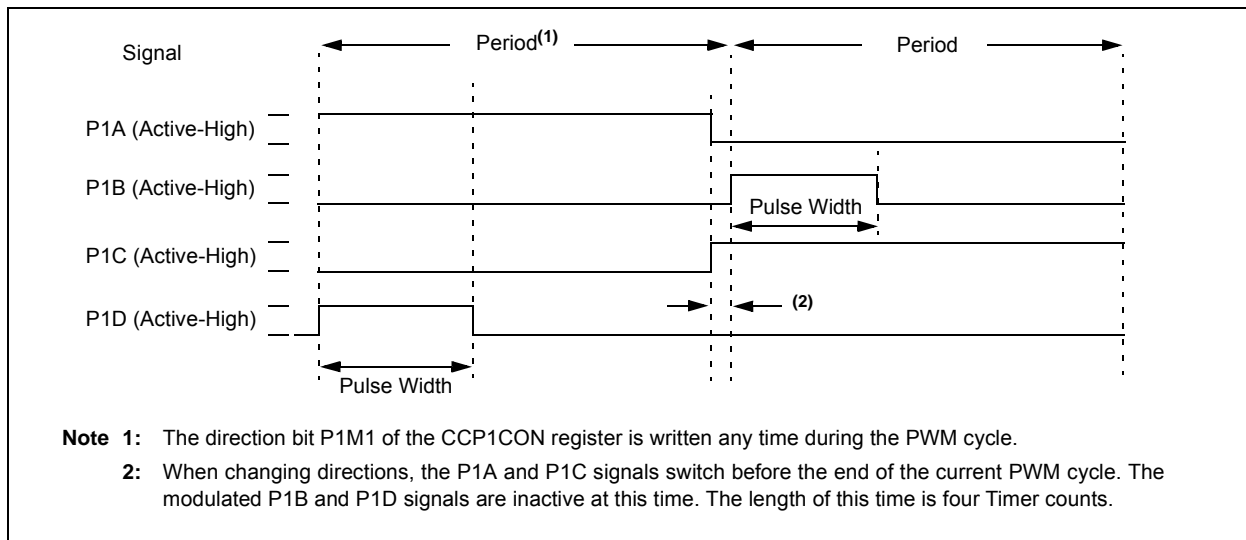 Signal
Period(1)
Period
P1A (Active-High)
P1B (Active-High)
Pulse Width
P1C (Active-High)
(2)
P1D (Active-High)
Pulse Width
Note 1: The direction bit P1M1 of the CCP1CON register is written any time during the PWM cycle.
2: When changing directions, the P1A and P1C signals switch before the end of the current PWM cycle. The
modulated P1B and P1D signals are inactive at this time. The length of this time is four Timer counts.